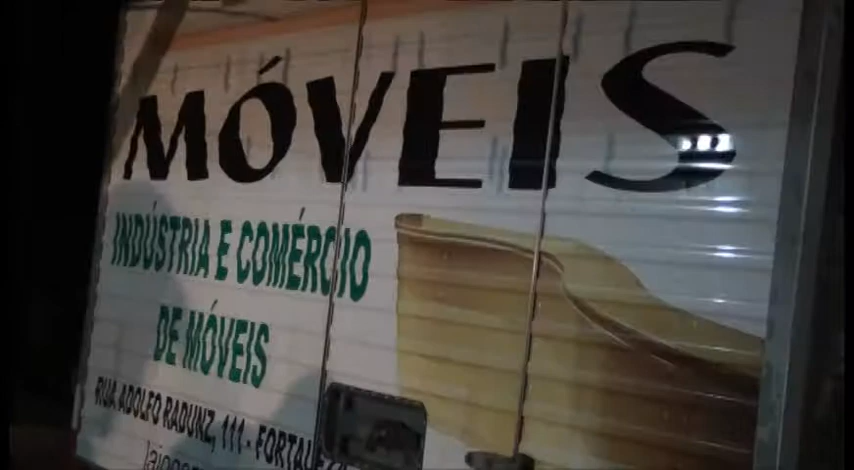 MÓVEIS
INDÚSTRIA E COMÉRCIO
DE MÓVEIS
RUA ADOLFO RADUNZ, 111 - FORTALE